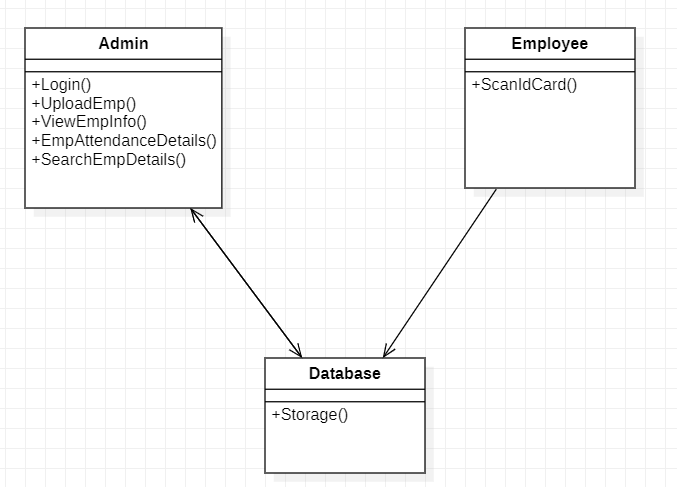 Admin
+Login()
+UploadEmp()
+ViewEmpInfo()
+EmpAttendanceDetails()
+SearchEmpDetails()
Employee
+ScanIdCard()
Database
+Storage()